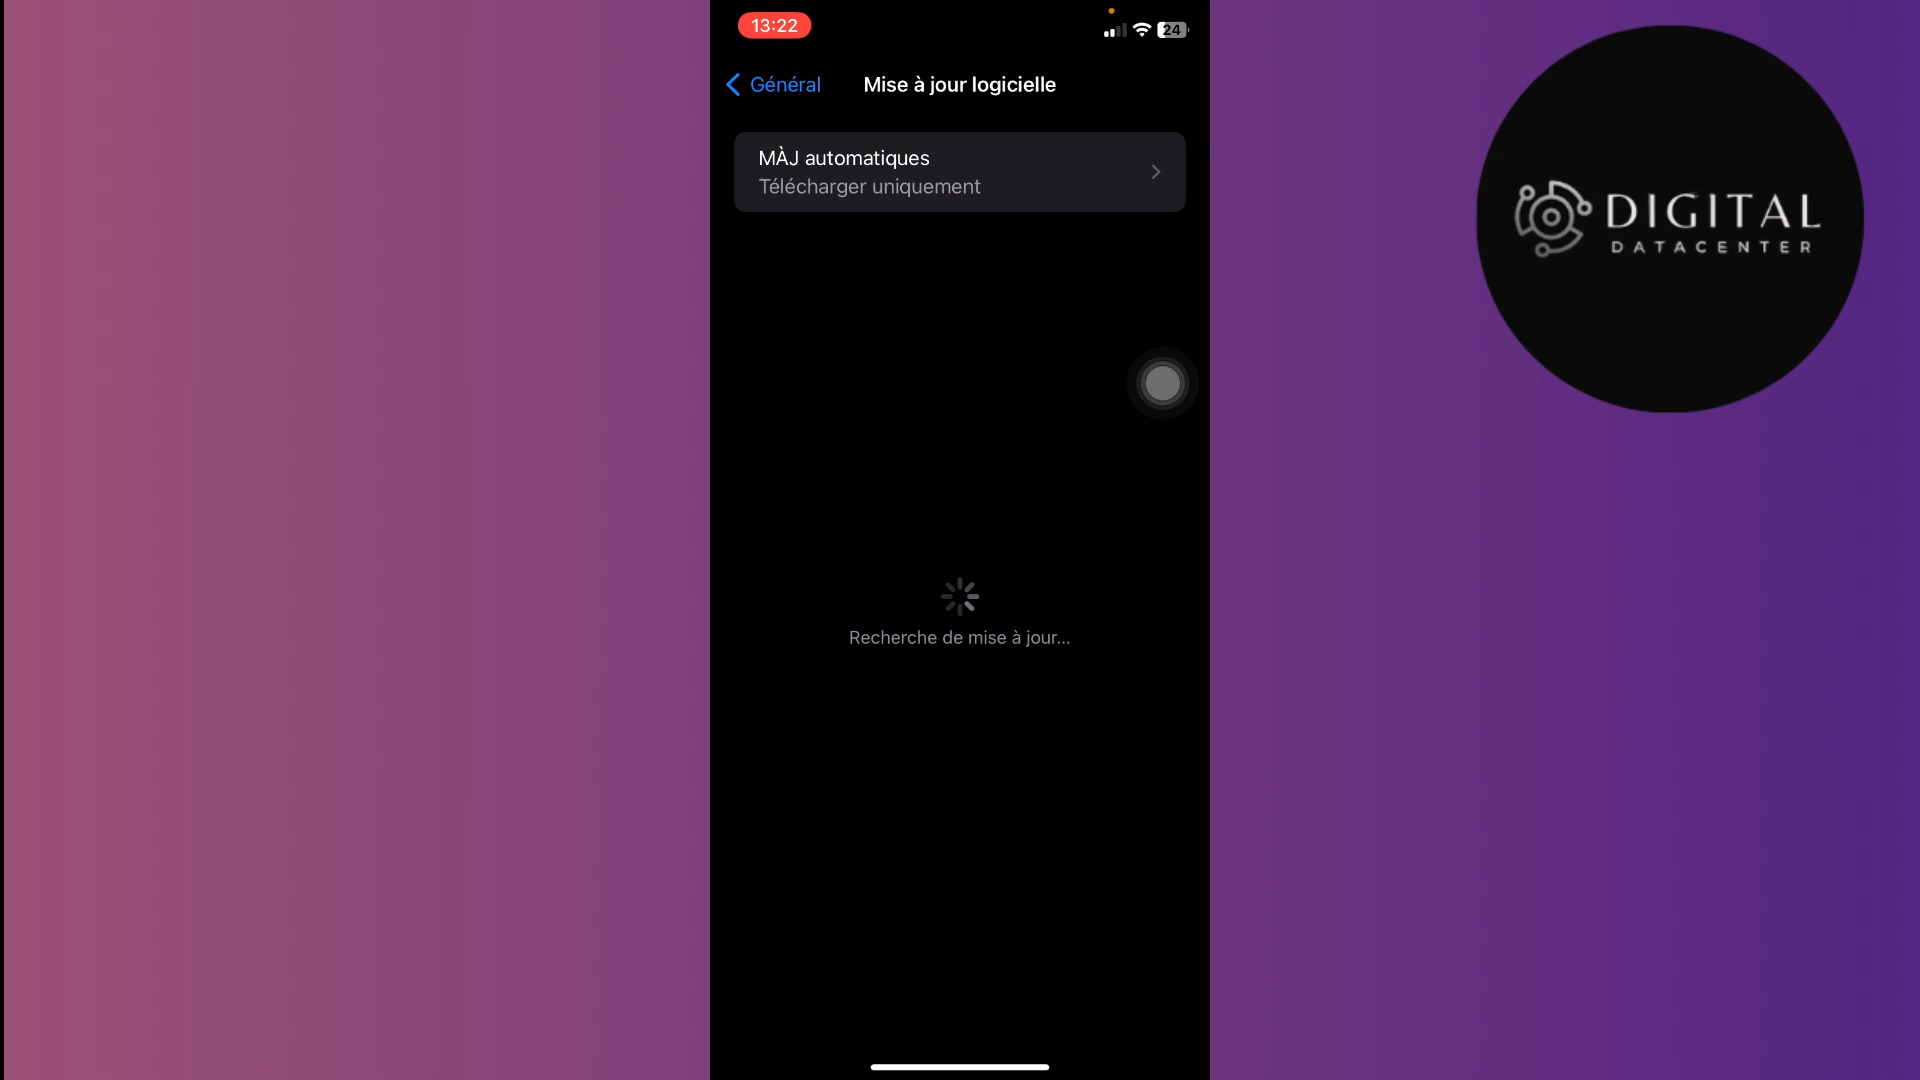 13:22
24
Général
Mise à jour logicielle
MÀJ automatiques
Télécharger uniquement
DIGITAL
DATACENTER
Recherche de mise à jour...